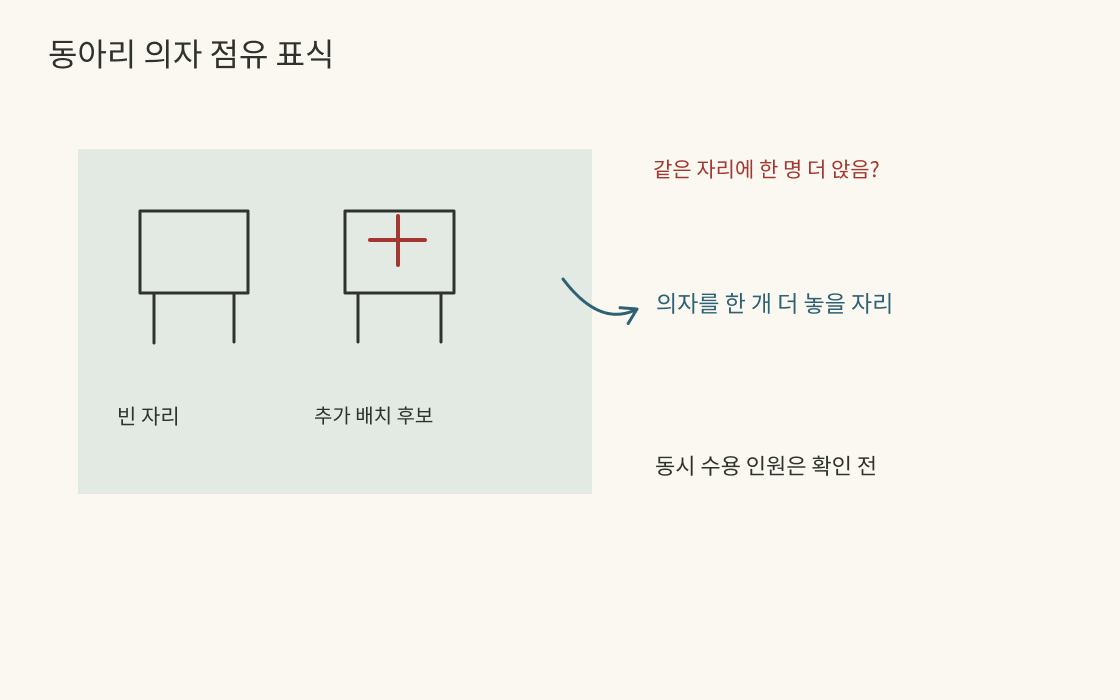 동아리 의자 점유 표식
같은 자리에 한 명 더 앉음?
의자를 한 개 더 놓을 자리
빈 자리
추가 배치 후보
동시 수용 인원은 확인 전